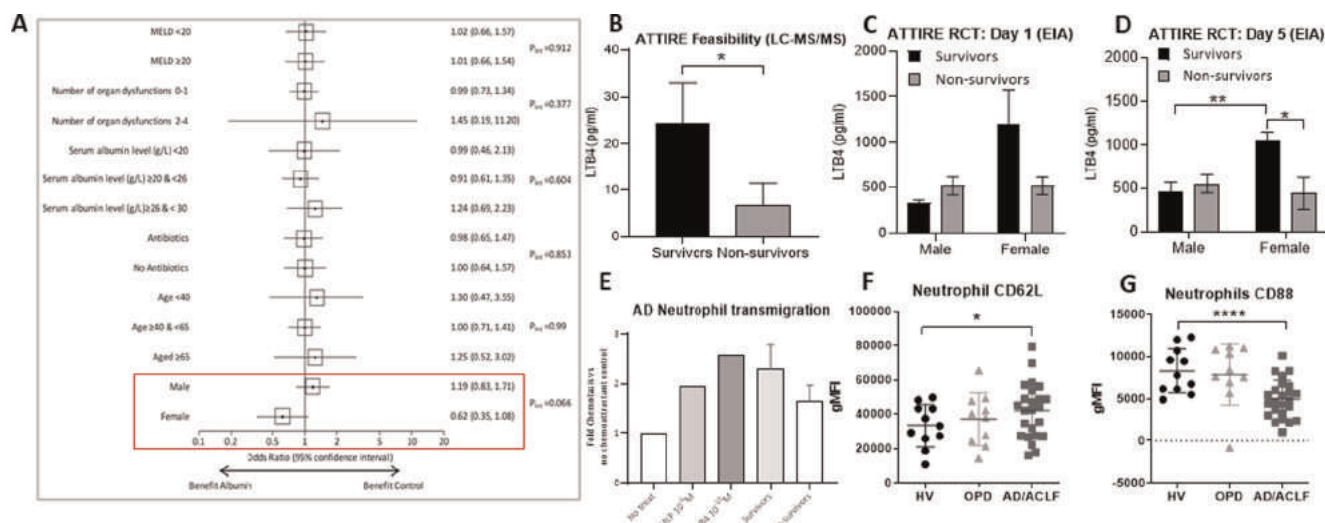 A
MELD <20 1.02 (0.66, 1.57)
P_int =0.912
MELD ≥20 1.01 (0.66, 1.54)
Number of organ dysfunctions 0-1 0.99 (0.73, 1.34)
P_int =0.377
Number of organ dysfunctions 2-4 1.45 (0.19, 11.20)
Serum albumin level (g/L) <20 0.99 (0.46, 2.13)
Serum albumin level (g/L) ≥20 & <26 0.91 (0.61, 1.35) P_int =0.604
Serum albumin level (g/L)≥26 & < 30 1.24 (0.69, 2.23)
Antibiotics 0.98 (0.65, 1.47)
P_int =0.853
No Antibiotics 1.00 (0.64, 1.57)
Age <40 1.30 (0.47, 3.55)
Age ≥40 & <65 1.00 (0.71, 1.41) P_int =0.99
Aged ≥65 1.25 (0.52, 3.02)
Male 1.19 (0.83, 1.71)
P_int =0.066
Female 0.62 (0.35, 1.08)
0.1 0.2 0.5 1 2 5 10 20
Odds Ratio (95% confidence interval)
Benefit Albumin Benefit Control
B
ATTIRE Feasibility (LC-MS/MS)
40
30
20
10
0
LTB4 (pg/ml)
*
Survivors Non-survivors
C
ATTIRE RCT: Day 1 (EIA)
2000
1500
1000
500
0
LTB4 (pg/ml)
Survivors
Non-survivors
Male Female
D
ATTIRE RCT: Day 5 (EIA)
2000
1500
1000
500
0
LTB4 (pg/ml)
Survivors
Non-survivors
**
*
Male Female
E
AD Neutrophil transmigration
3
2
1
0
Fold Chemotaxis vs
no chemoattractant control
No treat
Survivors
F
Neutrophil CD62L
*
100000
80000
60000
40000
20000
0
gMFI
HV OPD AD/ACLF
G
Neutrophils CD88
****
15000
10000
5000
0
-5000
gMFI
HV OPD AD/ACLF